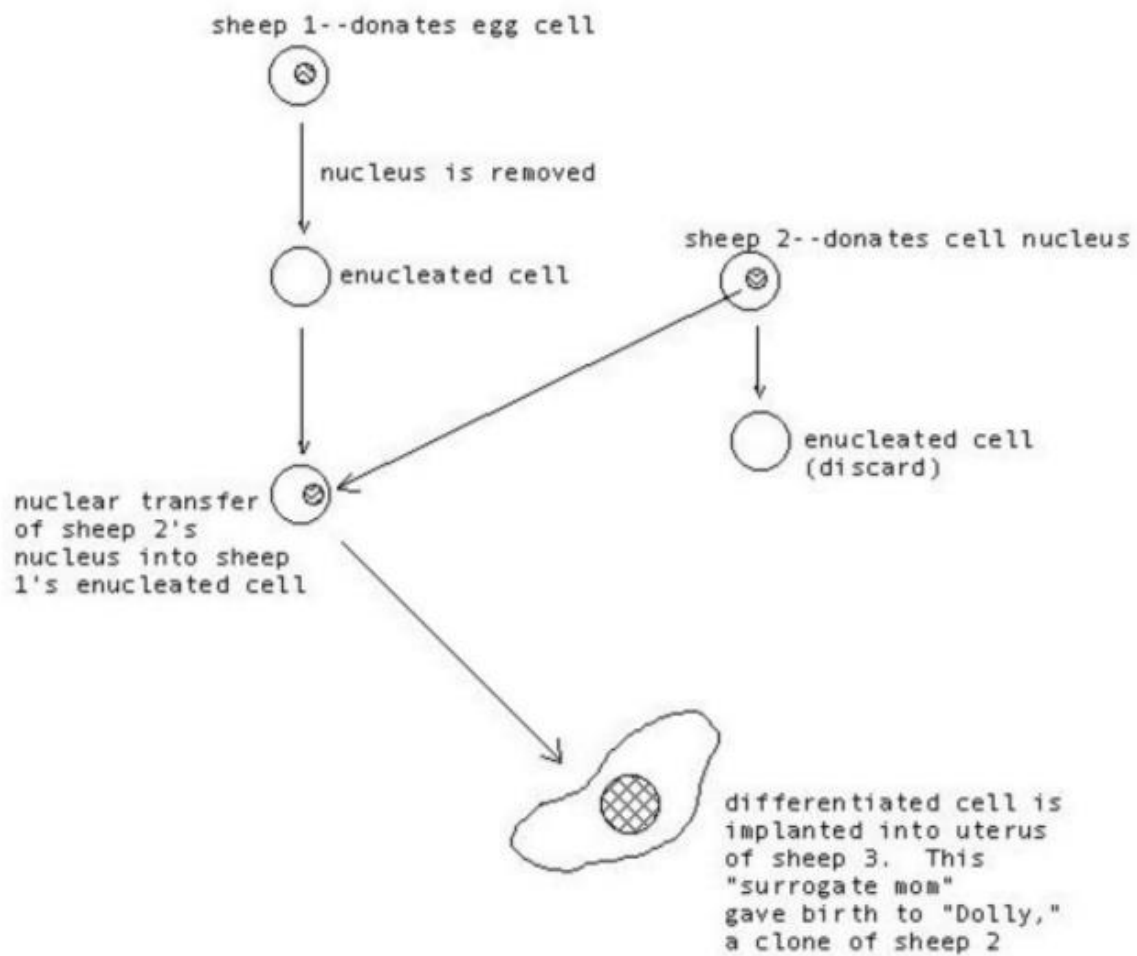 sheep 1--donates egg cell
nucleus is removed
sheep 2--donates cell nucleus
enucleated cell
enucleated cell
(discard)
nuclear transfer
of sheep 2's
nucleus into sheep
1's enucleated cell
differentiated cell is
implanted into uterus
of sheep 3.  This
"surrogate mom"
gave birth to "Dolly,"
a clone of sheep 2